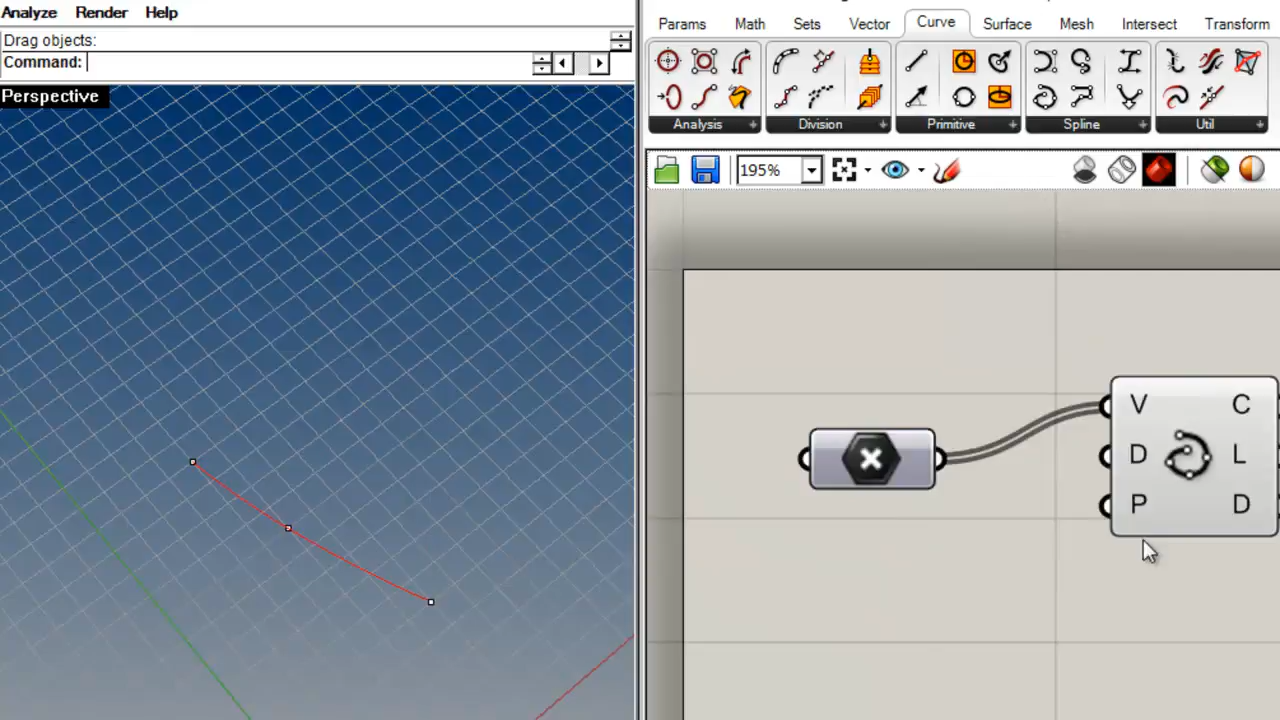 Analyze Render Help
Drag objects:
Command:
Perspective
Params Math Sets Vector Curve Surface Mesh Intersect Transform
Analysis + Division + Primitive + Spline + Util +
195%
V C
D L
P D